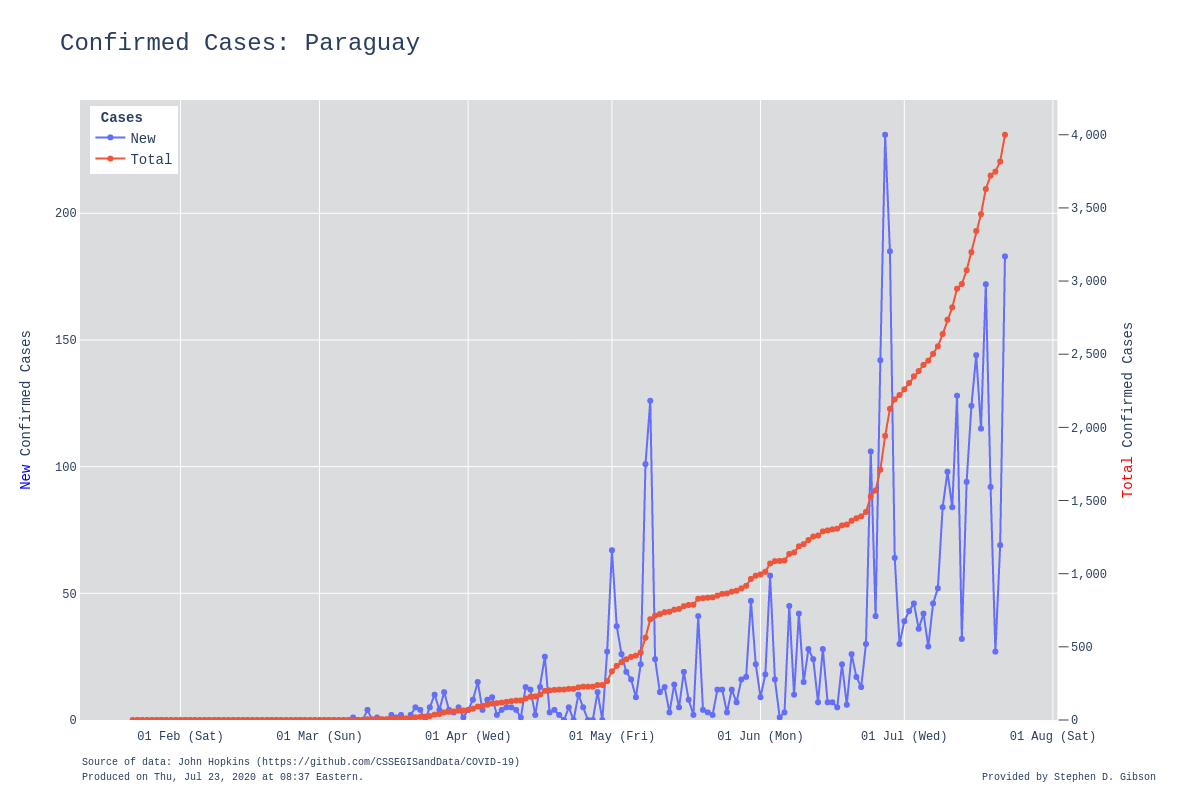 Confirmed Cases: Paraguay
Cases
New
Total
200
150
100
50
0
4,000
3,500
3,000
2,500
2,000
1,500
1,000
500
0
New Confirmed Cases
Total Confirmed Cases
01 Feb (Sat)
01 Mar (Sun)
01 Apr (Wed)
01 May (Fri)
01 Jun (Mon)
01 Jul (Wed)
01 Aug (Sat)
Source of data: John Hopkins (https://github.com/CSSEGISandData/COVID-19)
Produced on Thu, Jul 23, 2020 at 08:37 Eastern.
Provided by Stephen D. Gibson